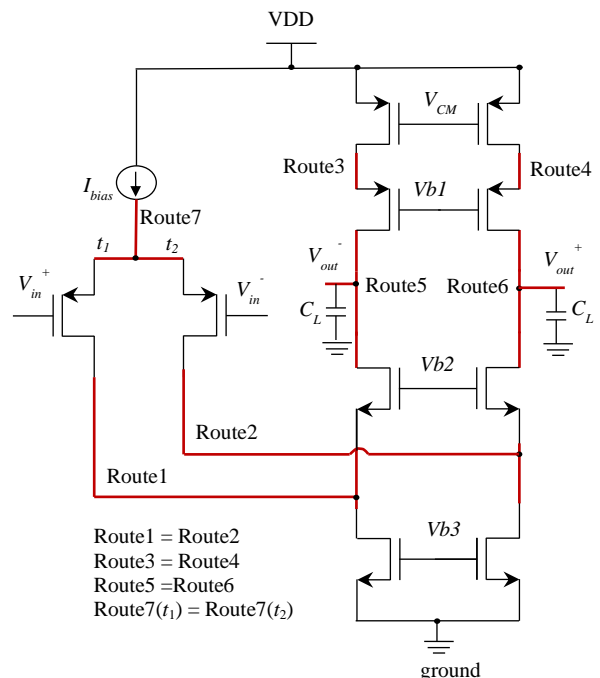 VDD
V_CM
Route3
Route4
I_bias
Vb1
Route7
t_1
t_2
V_out^-
V_out^+
V_in^+
V_in^-
Route5
Route6
C_L
C_L
Vb2
Route2
Route1
Vb3
Route1 = Route2
Route3 = Route4
Route5 =Route6
Route7(t_1) = Route7(t_2)
ground